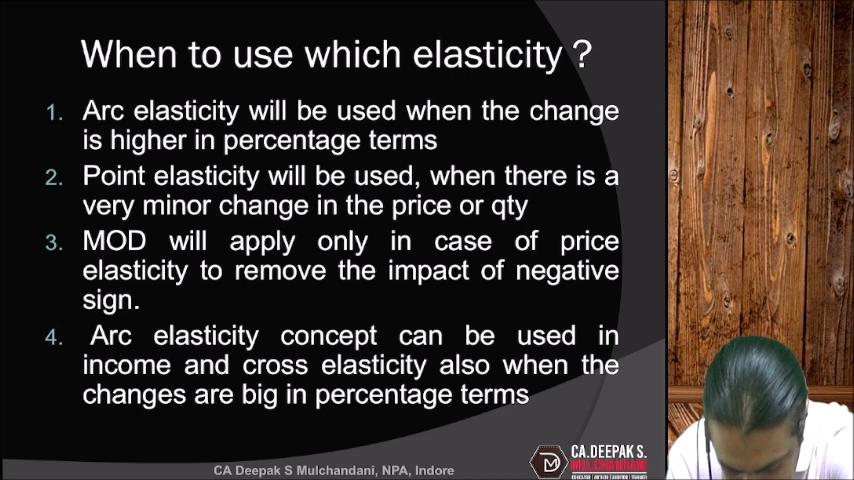 When to use which elasticity ?
1. Arc elasticity will be used when the change
is higher in percentage terms
2. Point elasticity will be used, when there is a
very minor change in the price or qty
3. MOD will apply only in case of price
elasticity to remove the impact of negative
sign.
4. Arc elasticity concept can be used in
income and cross elasticity also when the
changes are big in percentage terms
CA Deepak S Mulchandani, NPA, Indore
CA.DEEPAK S.
MULCHANDANI